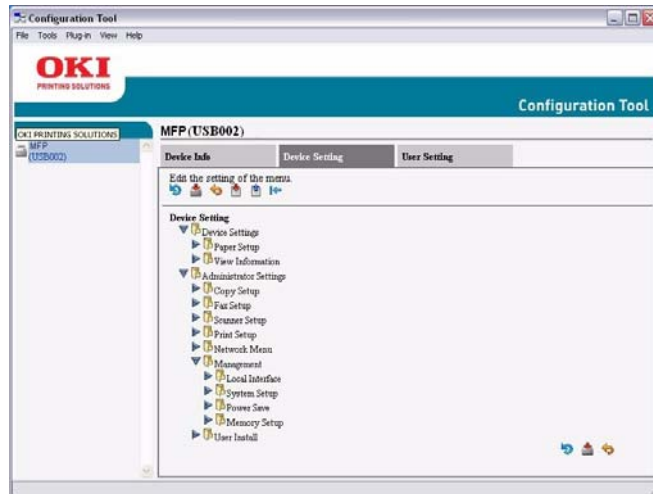 Configuration Tool
File Tools Plug-in View Help
OKI
PRINTING SOLUTIONS
Configuration Tool
OKI PRINTING SOLUTIONS
MFP
(USB002)
MFP (USB002)
Device Info Device Setting User Setting
Edit the setting of the menu.
Device Setting
Device Settings
Paper Setup
View Information
Administrator Settings
Copy Setup
Fax Setup
Scanner Setup
Print Setup
Network Menu
Management
Local Interface
System Setup
Power Save
Memory Setup
User Install